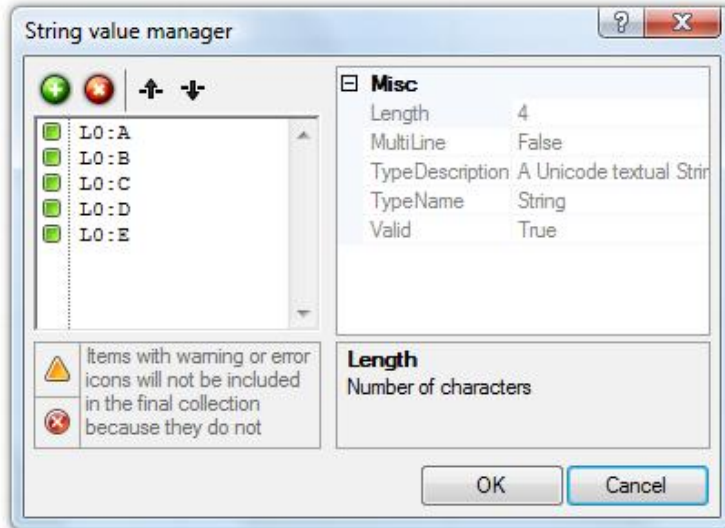 String value manager
L0:A
L0:B
L0:C
L0:D
L0:E
Items with warning or error
icons will not be included
in the final collection
because they do not
Misc
Length 4
MultiLine False
TypeDescription A Unicode textual Strin
TypeName String
Valid True
Length
Number of characters
OK Cancel